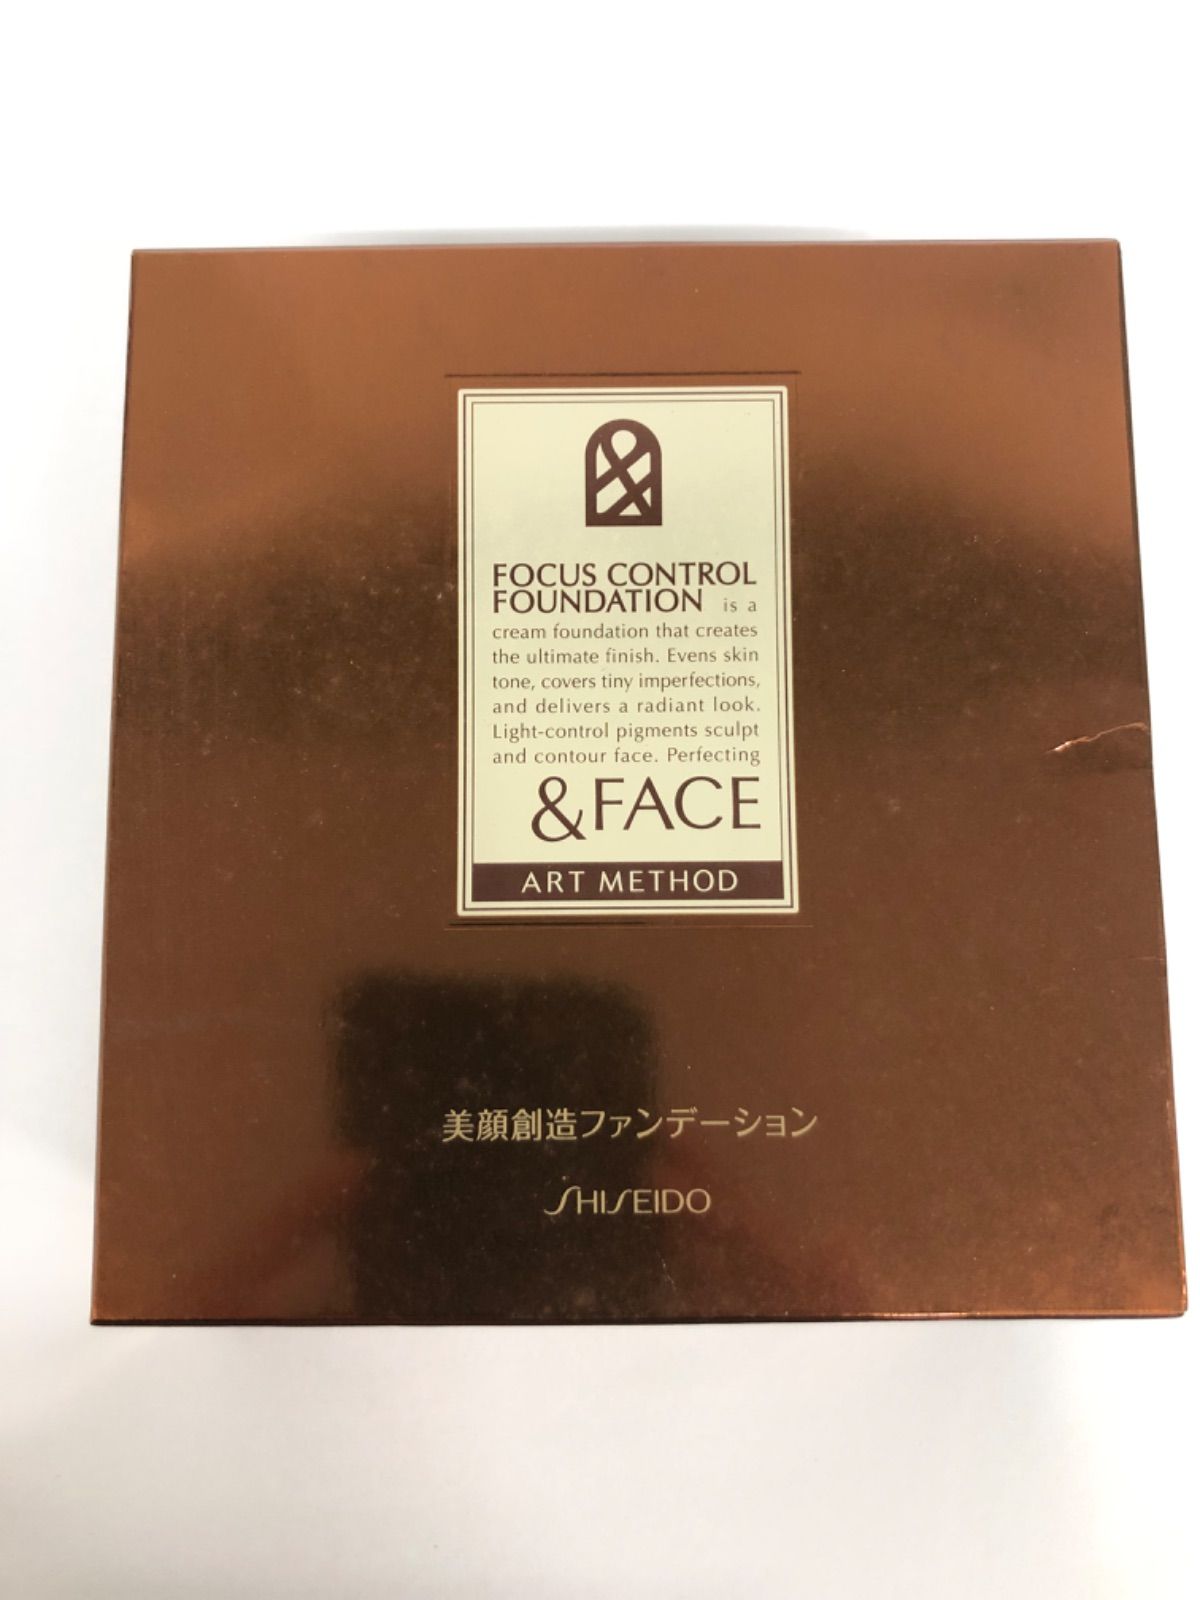 FOCUS CONTROL
FOUNDATION is a
cream foundation that creates
the ultimate finish. Evens skin
tone, covers tiny imperfections,
and delivers a radiant look.
Light-control pigments sculpt
and contour face. Perfecting
&FACE
ART METHOD
美顔創造ファンデーション
SHISEIDO